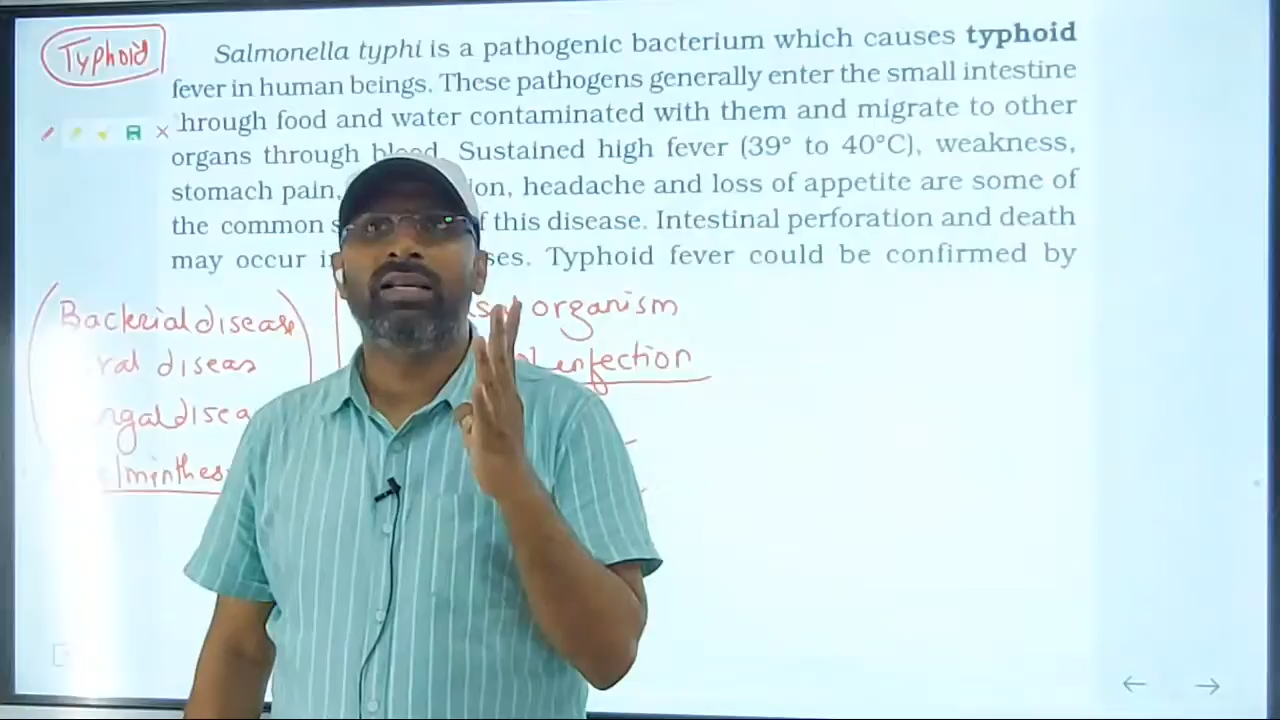 Typhoid
Salmonella typhi is a pathogenic bacterium which causes typhoid
fever in human beings. These pathogens generally enter the small intestine
hrough food and water contaminated with them and migrate to other
organs through blood. Sustained high fever (39° to 40°C), weakness,
stomach pain, ion, headache and loss of appetite are some of
the common s f this disease. Intestinal perforation and death
may occur i ses. Typhoid fever could be confirmed by
Backrial disease
ral diseas
ngal disea
lminthes
organism
infection